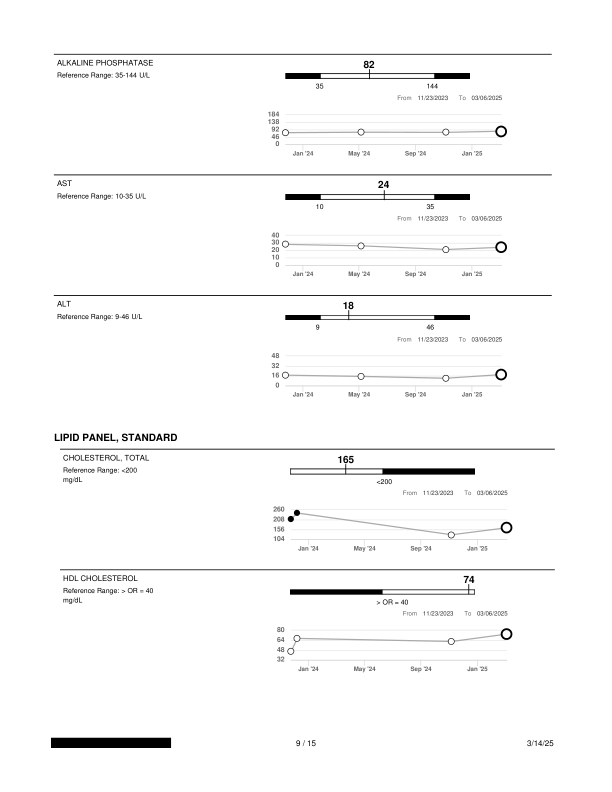 ALKALINE PHOSPHATASE
82
Reference Range: 35-144 U/L
35 144
From 11/23/2023 To 03/06/2025
184
138
92
46
0
Jan '24 May '24 Sep '24 Jan '25
AST
24
Reference Range: 10-35 U/L
10 35
From 11/23/2023 To 03/06/2025
40
30
20
10
0
Jan '24 May '24 Sep '24 Jan '25
ALT
18
Reference Range: 9-46 U/L
9 46
From 11/23/2023 To 03/06/2025
48
32
16
0
Jan '24 May '24 Sep '24 Jan '25
LIPID PANEL, STANDARD
CHOLESTEROL, TOTAL
165
Reference Range: <200
mg/dL
<200
From 11/23/2023 To 03/06/2025
260
208
156
104
Jan '24 May '24 Sep '24 Jan '25
HDL CHOLESTEROL
74
Reference Range: > OR = 40
mg/dL
> OR = 40
From 11/23/2023 To 03/06/2025
80
64
48
32
Jan '24 May '24 Sep '24 Jan '25
9 / 15 3/14/25